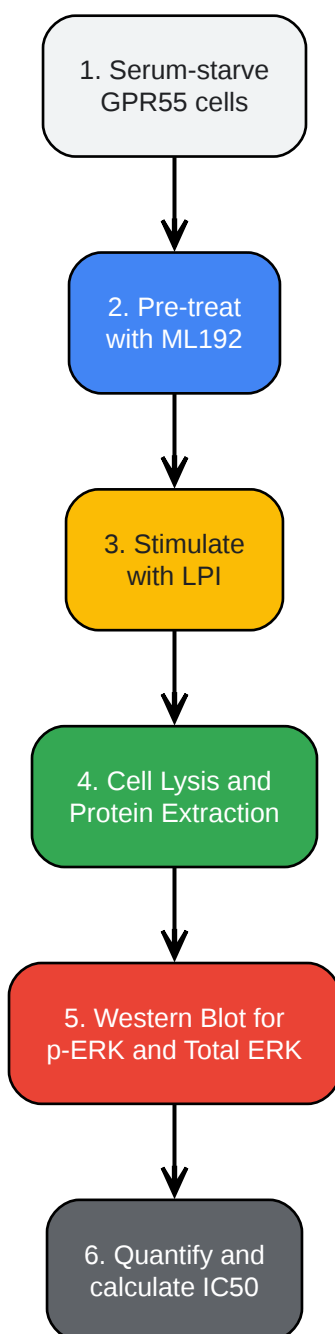 1. Serum-starve
GPR55 cells
2. Pre-treat
with ML192
3. Stimulate
with LPI
4. Cell Lysis and
Protein Extraction
5. Western Blot for
p-ERK and Total ERK
6. Quantify and
calculate IC50